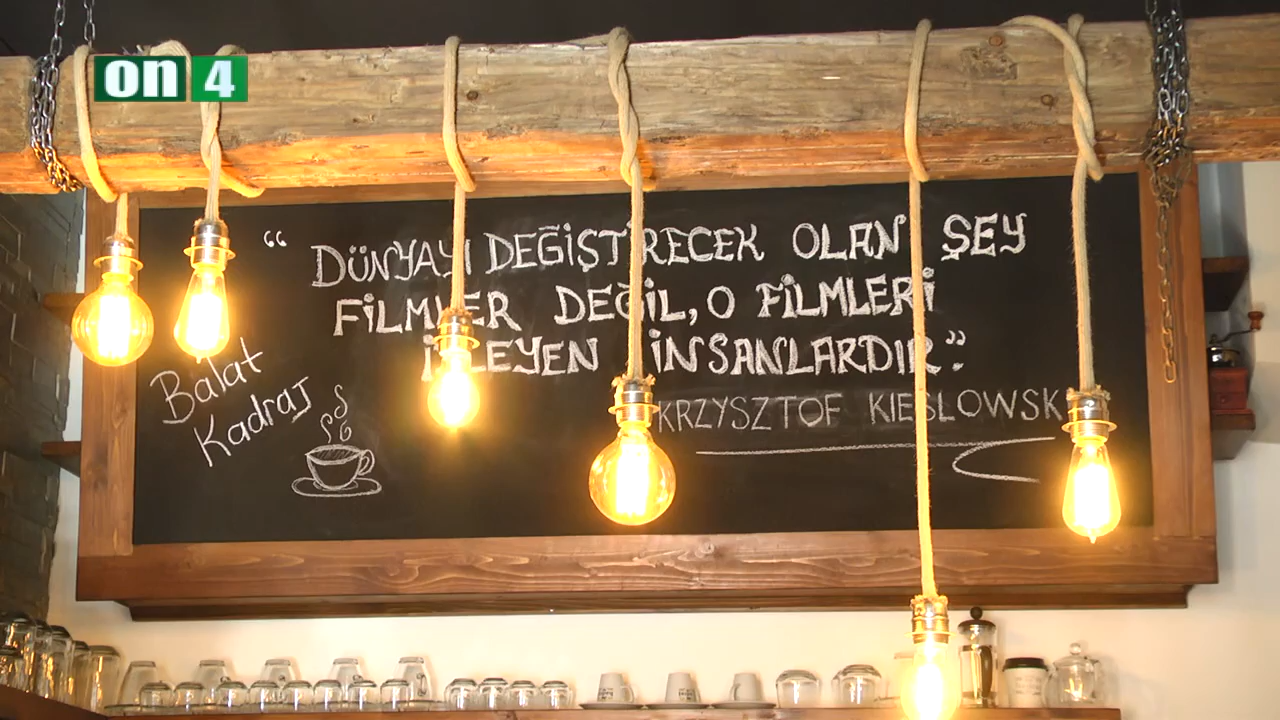 on 4
“ DÜNYAYI DEĞİŞTİRECEK OLAN ŞEY
FİLMLER DEĞİL, O FİLMLERİ
İZLEYEN İNSANLARDIR”.
KRZYSZTOF KIESLOWSKI
Balat
Kadraj